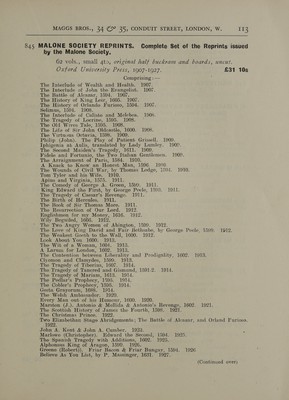 MAGGS BROS., 34 & 35, CONDUIT STREET, LONDON, W. 113
845 MALONE SOCIETY REPRINTS. Complete Set of the Reprints issued
by the Malone Society.
62 vols., small 4to, original half buckram and boards, uncut.
Oxford University Press, 1907-1927. £31 10s
Comprising:—
The Interlude of Wealth and Health. 1907.
The Interlude of John the Evangelist. 1907.
The Battle of Alcazar, 1594. 1907.
The History of King Leir, 1605. 1907.
The History of Orlando Furioso, 1594. 1907.
Selimus, 1594. 1908.
The Interlude of Calisto and Melebea. 1908.
The Tragedy of Locrine, 1595. 1908.
The Old Wives Tale, 1595. 1908.
The Life of Sir John Oldcastle, 1600. 1908.
The Virtuous Octavia, 1598. 1909.
Philip (John). The Play of Patient Grissell. 1909.
Iphigenia at Aulis, translated by Lady Lumley. 1909.
The Second Maiden's Tragedy, 1611. 1909.
Fidele and Fortunio, the Two Italian Gentlemen. 1909.
The Arraignment of Paris, 1584. 1910.
A Knack to Know an Honest Man, 1596. 1910.
The Wounds of Civil War, by Thomas Lodge, 1594. 1910.
Tom Tyler and his Wife. 1910.
Apius and Virginia, 1575. 1911.
The Comedy of George A. Green, 1599. 1911.
King Edward the First, by George Peele, 1593. 1911.
The Tragedy of Caesar's Revenge. 1911.
The Birth of Hercules. 1911.
The Book of Sir Thomas More. 1911.
The Resurrection of Our Lord. 1912.
Englishmen for my Money, 1616. 1912.
Wily Beguiled, 1606. 1912.
The Two Angry Women of Abington, 1599. 1912.
The Love of King David and Fair Bethsabe, by George Peele, 1599. 1912.
The Weakest Goeth to the Wall, 1600. 1912.
Look About You, 1600. 1913.
The Wit of a Woman, 1604. 1913.
A Larum for London, 1602. 1913.
The Contention between Liberality and Prodigality, 1602. 1913.
Clyomon and Clamydes, 1599. 1913.
The Tragedy of Tiberius, 1607. 1914.
The Tragedy of Tancred and Gismund, 1591-2. 1914.
The Tragedy of Mariam, 1613. 1914.
The Pedlar's Prophecy, 1595. 1914.
The Cobler's Prophecy, 1594. 1914.
Gesta Grayorum, 1688. 1914.
The Welsh Embassador. 1920.
Every Man out of his Humour, 1600. 1920.
Marston (J.). Antonio & Mellida & Antonio's Revenge, 1602. 1921.
The Scottish History of James the Fourth, 1598. 1921.
The Christmas Prince. 1922.
Two Elizabethan Stage Abridgements; The Battle of Alcazar, and Orland Furioso.
1922.
John A. Kent & John A. Cumber. 1923.
Marlowe (Christopher). Edward the Second, 1594. 1925.
The Spanish Tragedy with Additions, 1602. 1925.
Alphonsus King of Aragon, 1599. 1926.
Greene (Robert). Friar Bacon & Friar Bungay, 1594. 1926.
Believe As You List, by P. Massinger, 1631. 1927.
(Continued over)